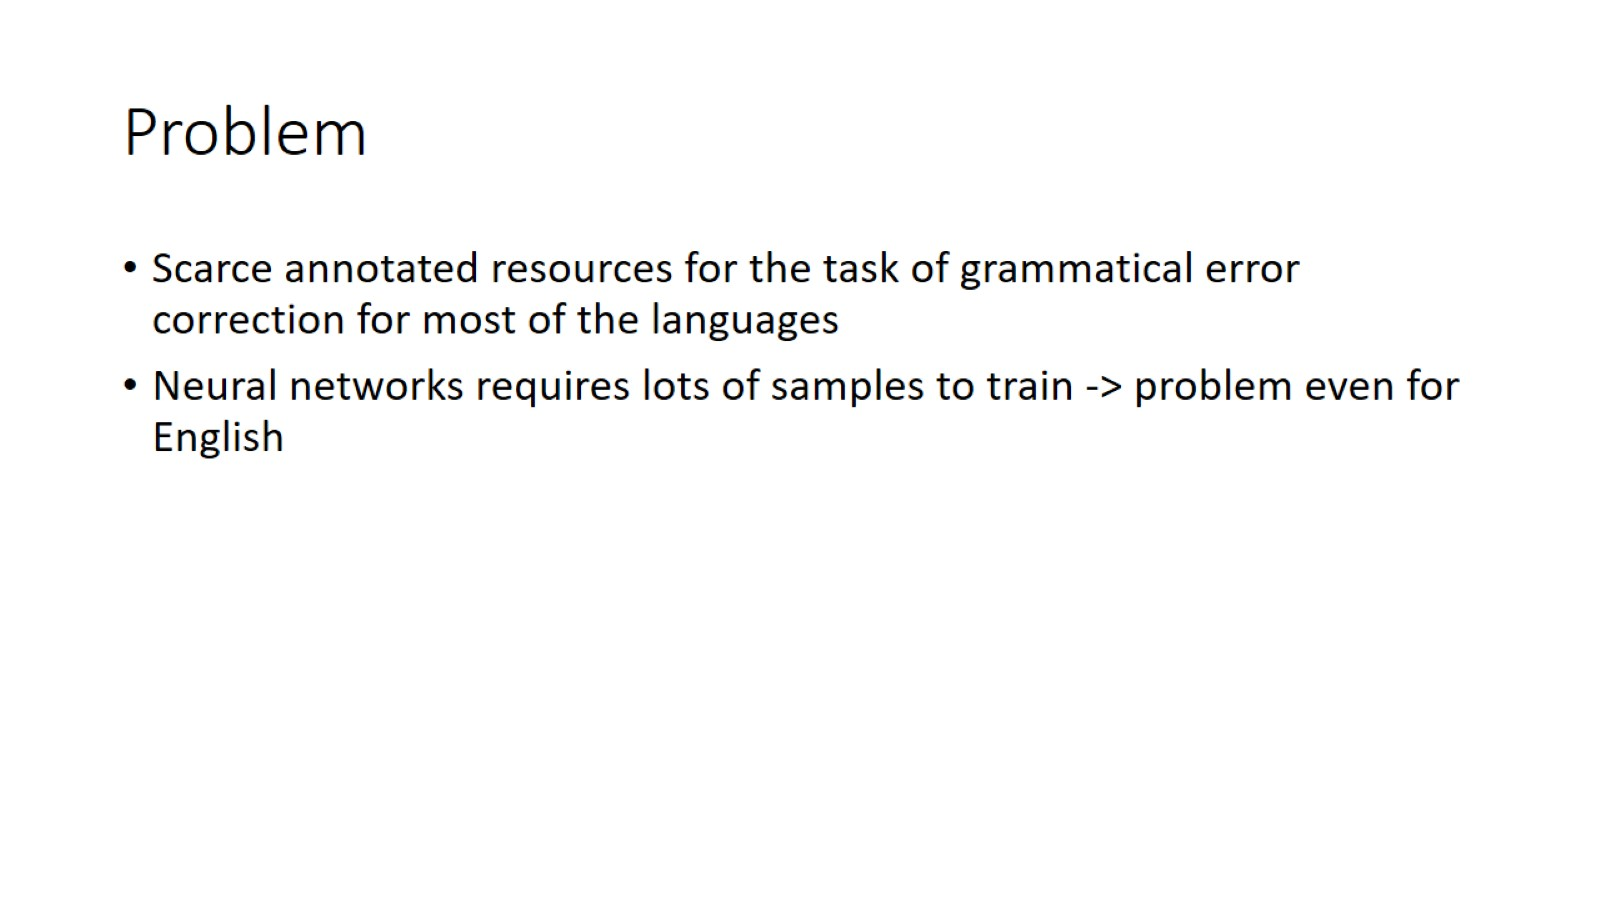 Problem
• Scarce annotated resources for the task of grammatical error
correction for most of the languages
• Neural networks requires lots of samples to train -> problem even for
English